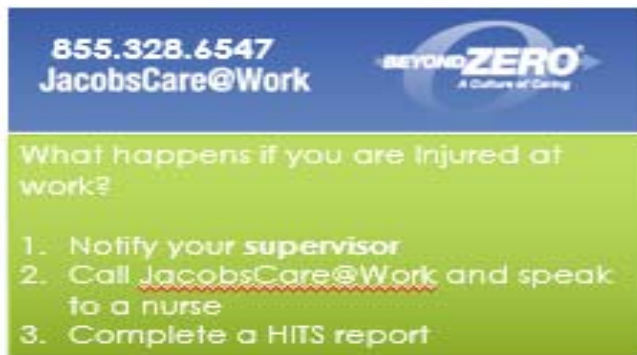 855.328.6547
JacobsCare@Work
BEYOND ZERO®
A Culture of Caring
What happens if you are Injured at
work?
1. Notify your supervisor
2. Call JacobsCare@Work and speak
to a nurse
3. Complete a HITS report